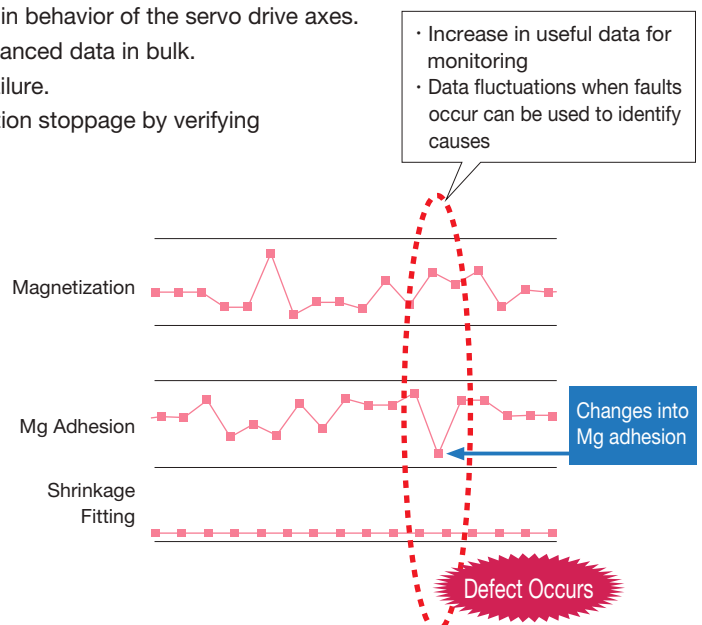 in behavior of the servo drive axes.
anced data in bulk.
ilure.
tion stoppage by verifying
・Increase in useful data for
monitoring
・Data fluctuations when faults
occur can be used to identify
causes
Magnetization
Mg Adhesion
Changes into
Mg adhesion
Shrinkage
Fitting
Defect Occurs